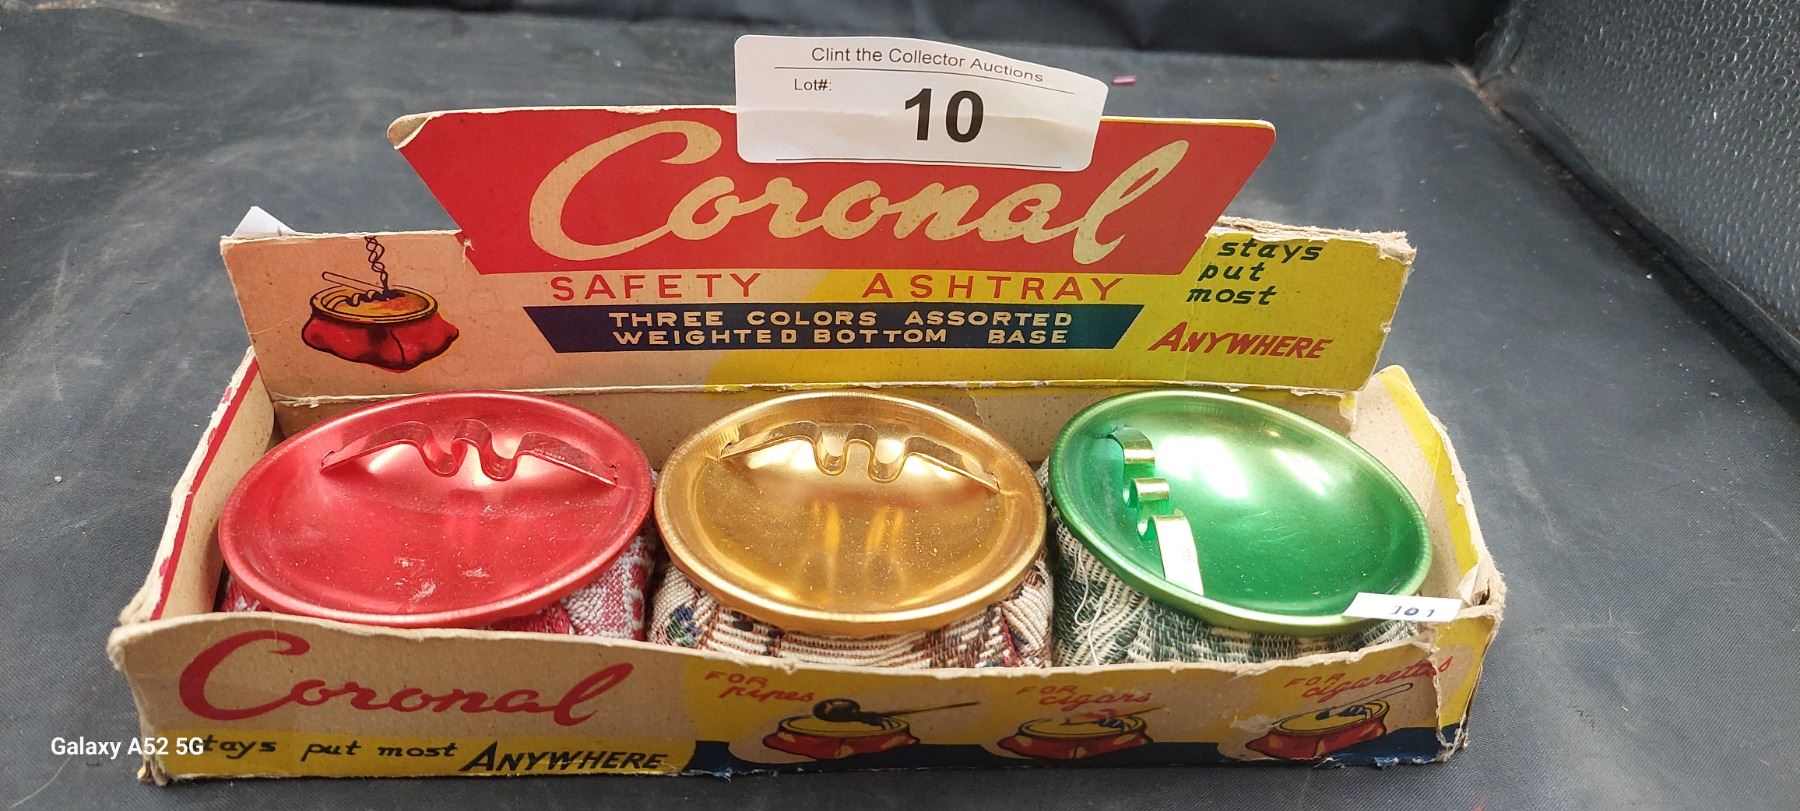 Clint the Collector Auctions
Lot#:
10
Coronal
SAFETY ASHTRAY
THREE COLORS ASSORTED
WEIGHTED BOTTOM BASE
stays
put
most
ANYWHERE
101
Coronal
stays put most ANYWHERE
FOR
pipes
FOR
cigars
FOR
cigarettes
Galaxy A52 5G